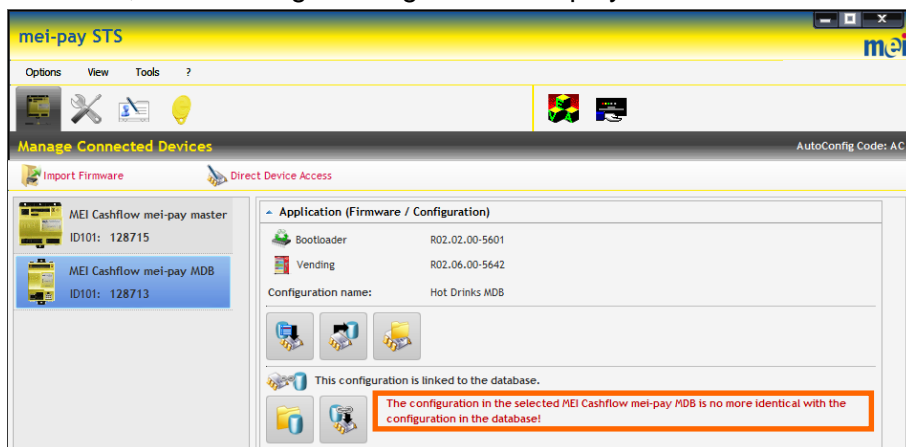 mei-pay STS
mei
Options View Tools ?
Manage Connected Devices AutoConfig Code: AC
Import Firmware Direct Device Access
MEI Cashflow mei-pay master
ID101: 128715
MEI Cashflow mei-pay MDB
ID101: 128713
Application (Firmware / Configuration)
Bootloader R02.02.00-5601
Vending R02.06.00-5642
Configuration name: Hot Drinks MDB
This configuration is linked to the database.
The configuration in the selected MEI Cashflow mei-pay MDB is no more identical with the
configuration in the database!